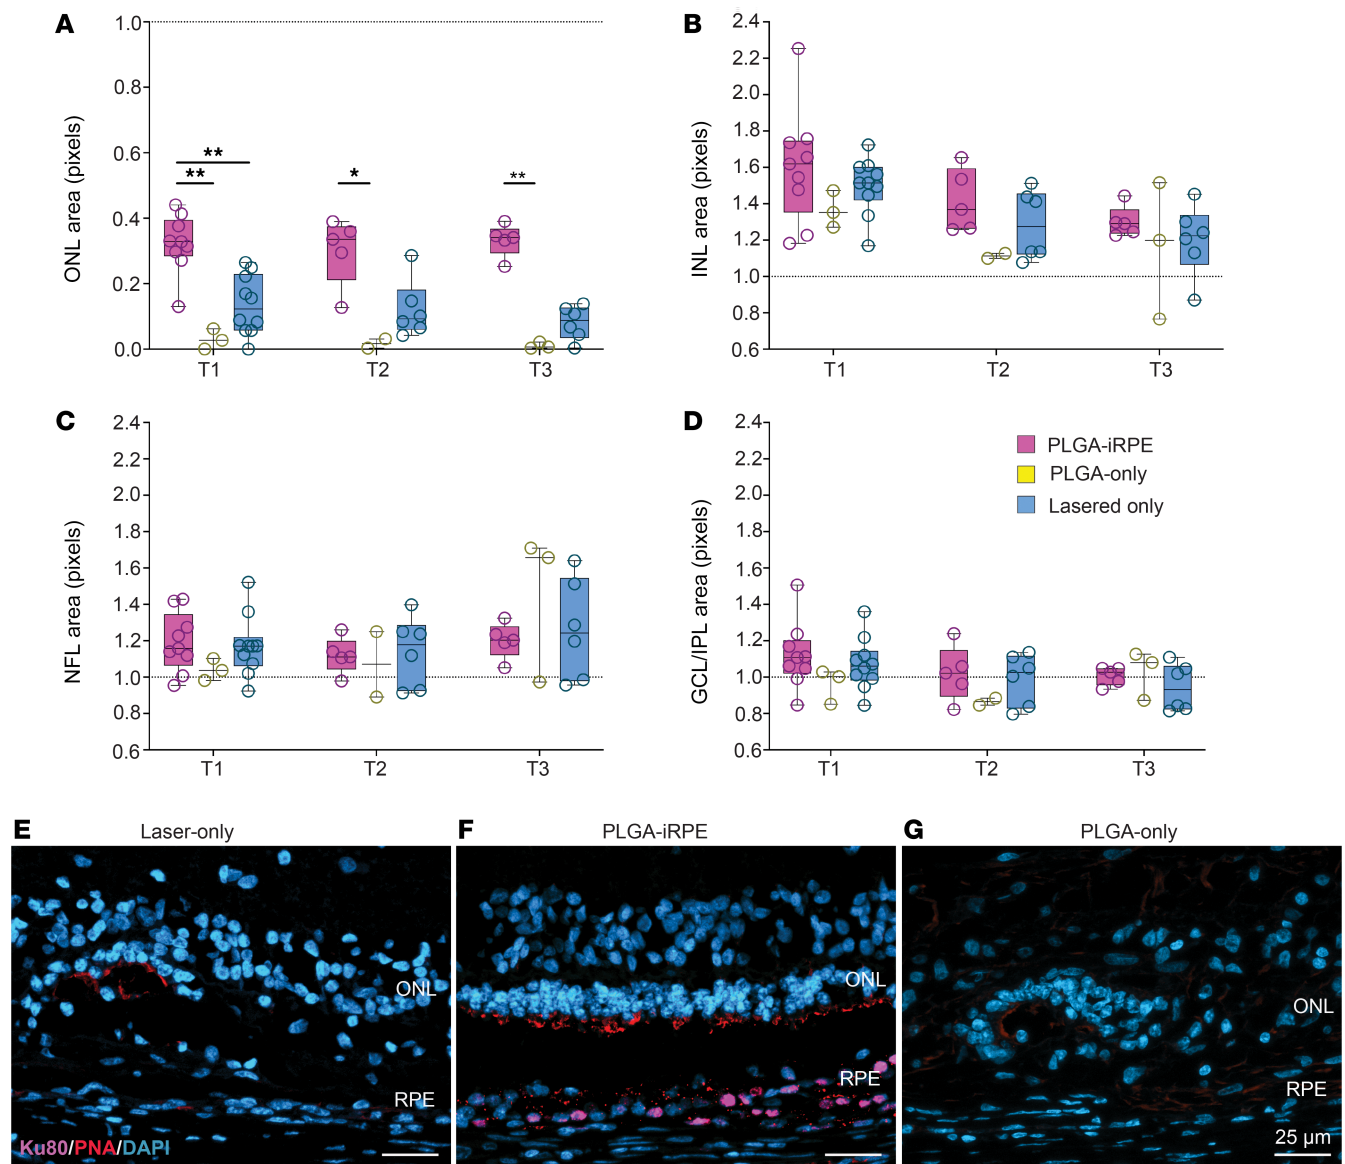 A
ONL area (pixels)
1.0
0.8
0.6
0.4
0.2
0.0
**
**
*
**
T1
T2
T3
B
INL area (pixels)
2.4
2.2
2.0
1.8
1.6
1.4
1.2
1.0
0.8
0.6
T1
T2
T3
C
NFL area (pixels)
2.4
2.2
2.0
1.8
1.6
1.4
1.2
1.0
0.8
0.6
T1
T2
T3
D
GCL/IPL area (pixels)
2.4
2.2
2.0
1.8
1.6
1.4
1.2
1.0
0.8
0.6
T1
T2
T3
PLGA-iRPE
PLGA-only
Lasered only
E
Laser-only
ONL
RPE
Ku80/PNA/DAPI
F
PLGA-iRPE
ONL
RPE
G
PLGA-only
ONL
RPE
25 µm